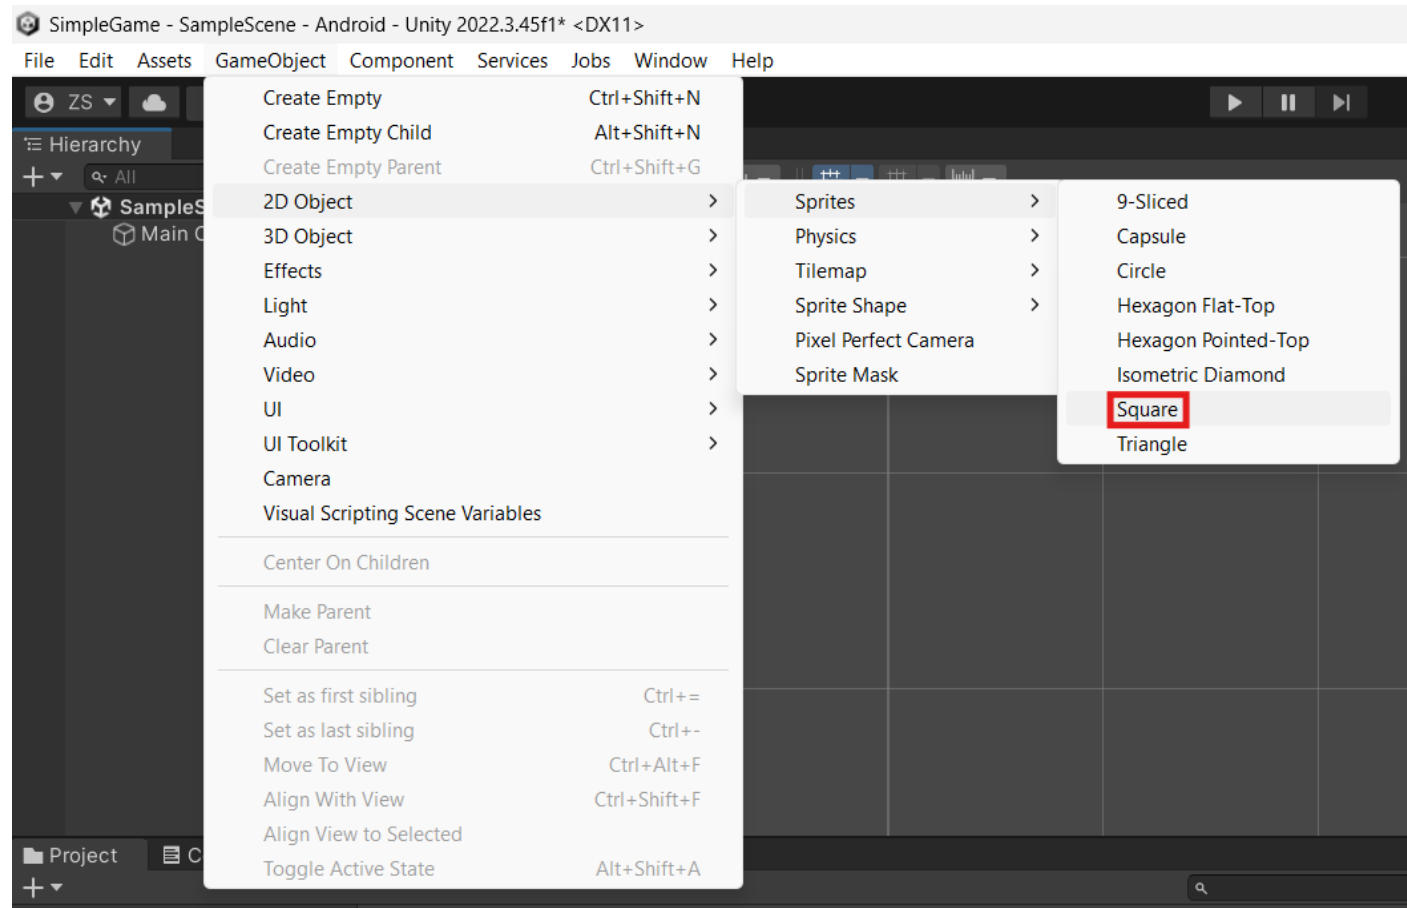 SimpleGame - SampleScene - Android - Unity 2022.3.45f1* <DX11>
File Edit Assets GameObject Component Services Jobs Window Help
ZS
Hierarchy
All
SampleS
Main C
Create Empty Ctrl+Shift+N
Create Empty Child Alt+Shift+N
Create Empty Parent Ctrl+Shift+G
2D Object
3D Object
Effects
Light
Audio
Video
UI
UI Toolkit
Camera
Visual Scripting Scene Variables
Center On Children
Make Parent
Clear Parent
Set as first sibling Ctrl+=
Set as last sibling Ctrl+-
Move To View Ctrl+Alt+F
Align With View Ctrl+Shift+F
Align View to Selected
Toggle Active State Alt+Shift+A
Sprites
Physics
Tilemap
Sprite Shape
Pixel Perfect Camera
Sprite Mask
9-Sliced
Capsule
Circle
Hexagon Flat-Top
Hexagon Pointed-Top
Isometric Diamond
Square
Triangle
Project C